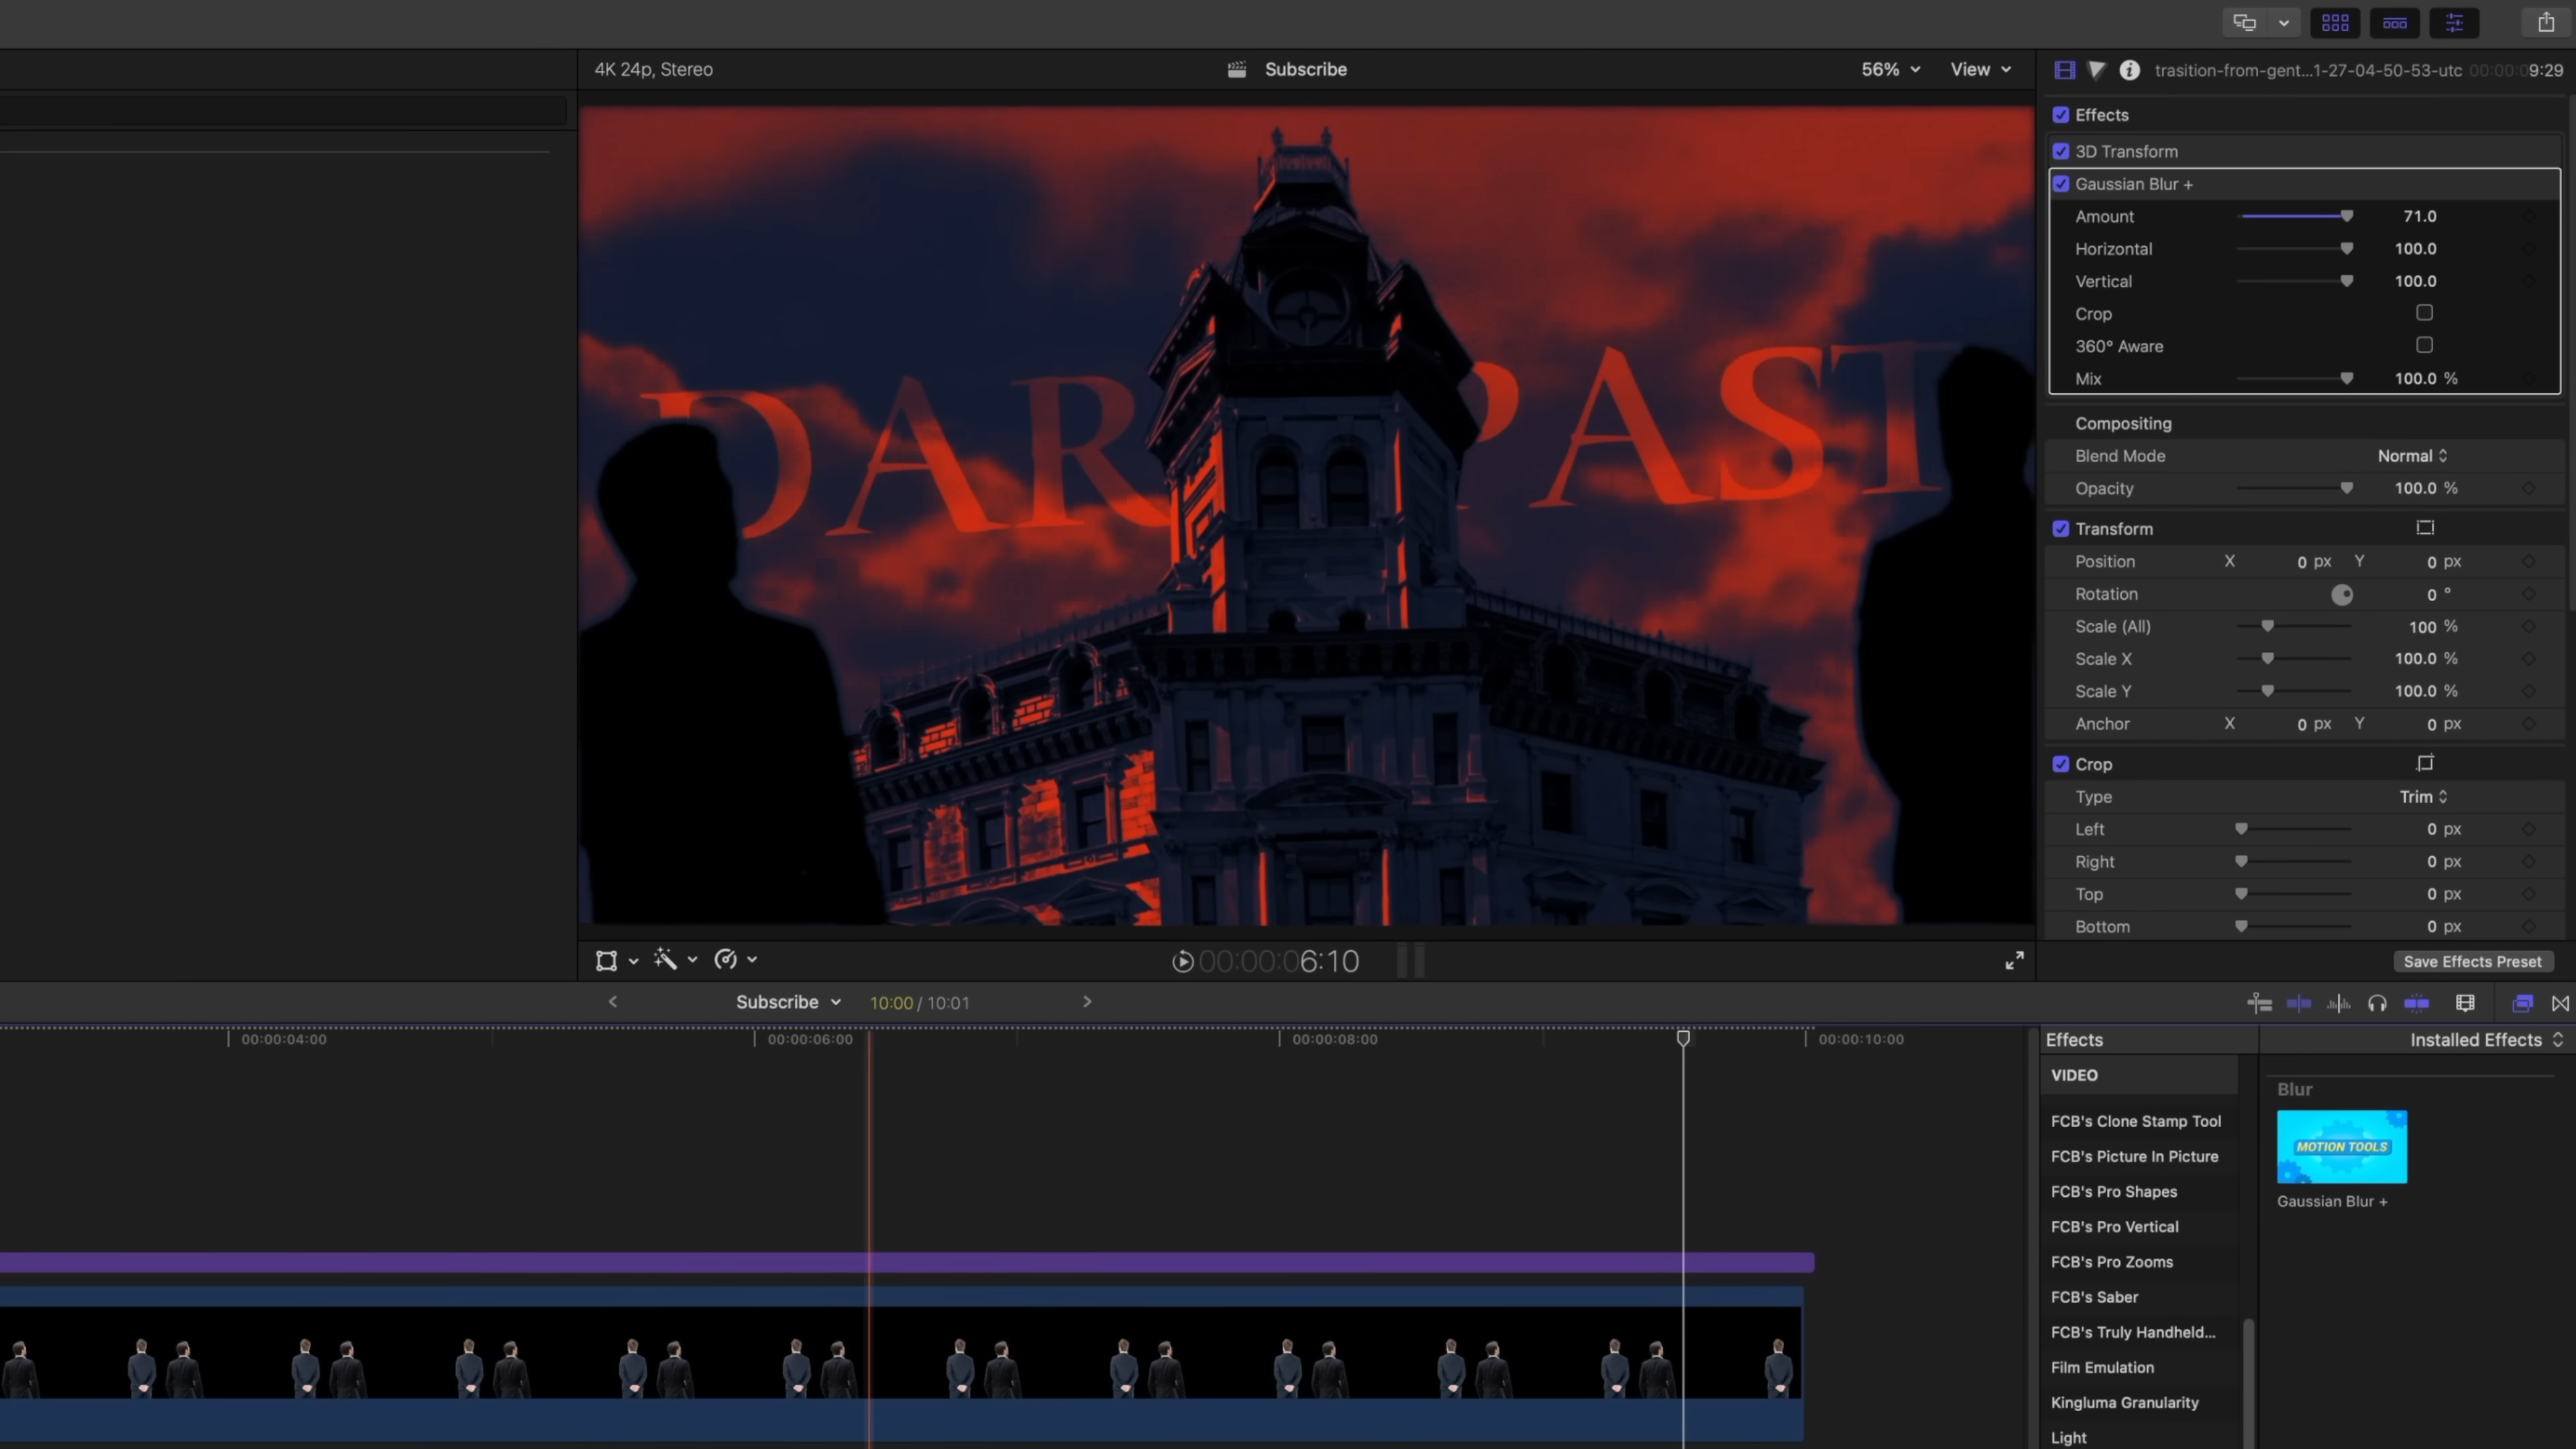 4K 24p, Stereo
Subscribe
56%
View
trasition-from-gent...1-27-04-50-53-utc
00:00:09:29
Effects
3D Transform
Gaussian Blur +
Amount 71.0
Horizontal 100.0
Vertical 100.0
Crop
360° Aware
Mix 100.0 %
Compositing
Blend Mode Normal
Opacity 100.0 %
Transform
Position X 0 px Y 0 px
Rotation 0 °
Scale (All) 100 %
Scale X 100.0 %
Scale Y 100.0 %
Anchor X 0 px Y 0 px
Crop
Type Trim
Left 0 px
Right 0 px
Top 0 px
Bottom 0 px
Save Effects Preset
DAR PAST
00:00:06:10
Subscribe
10:00 / 10:01
00:00:04:00
00:00:06:00
00:00:08:00
00:00:10:00
Effects
Installed Effects
VIDEO
FCB's Clone Stamp Tool
FCB's Picture In Picture
FCB's Pro Shapes
FCB's Pro Vertical
FCB's Pro Zooms
FCB's Saber
FCB's Truly Handheld...
Film Emulation
Kingluma Granularity
Light
Blur
MOTION TOOLS
Gaussian Blur +